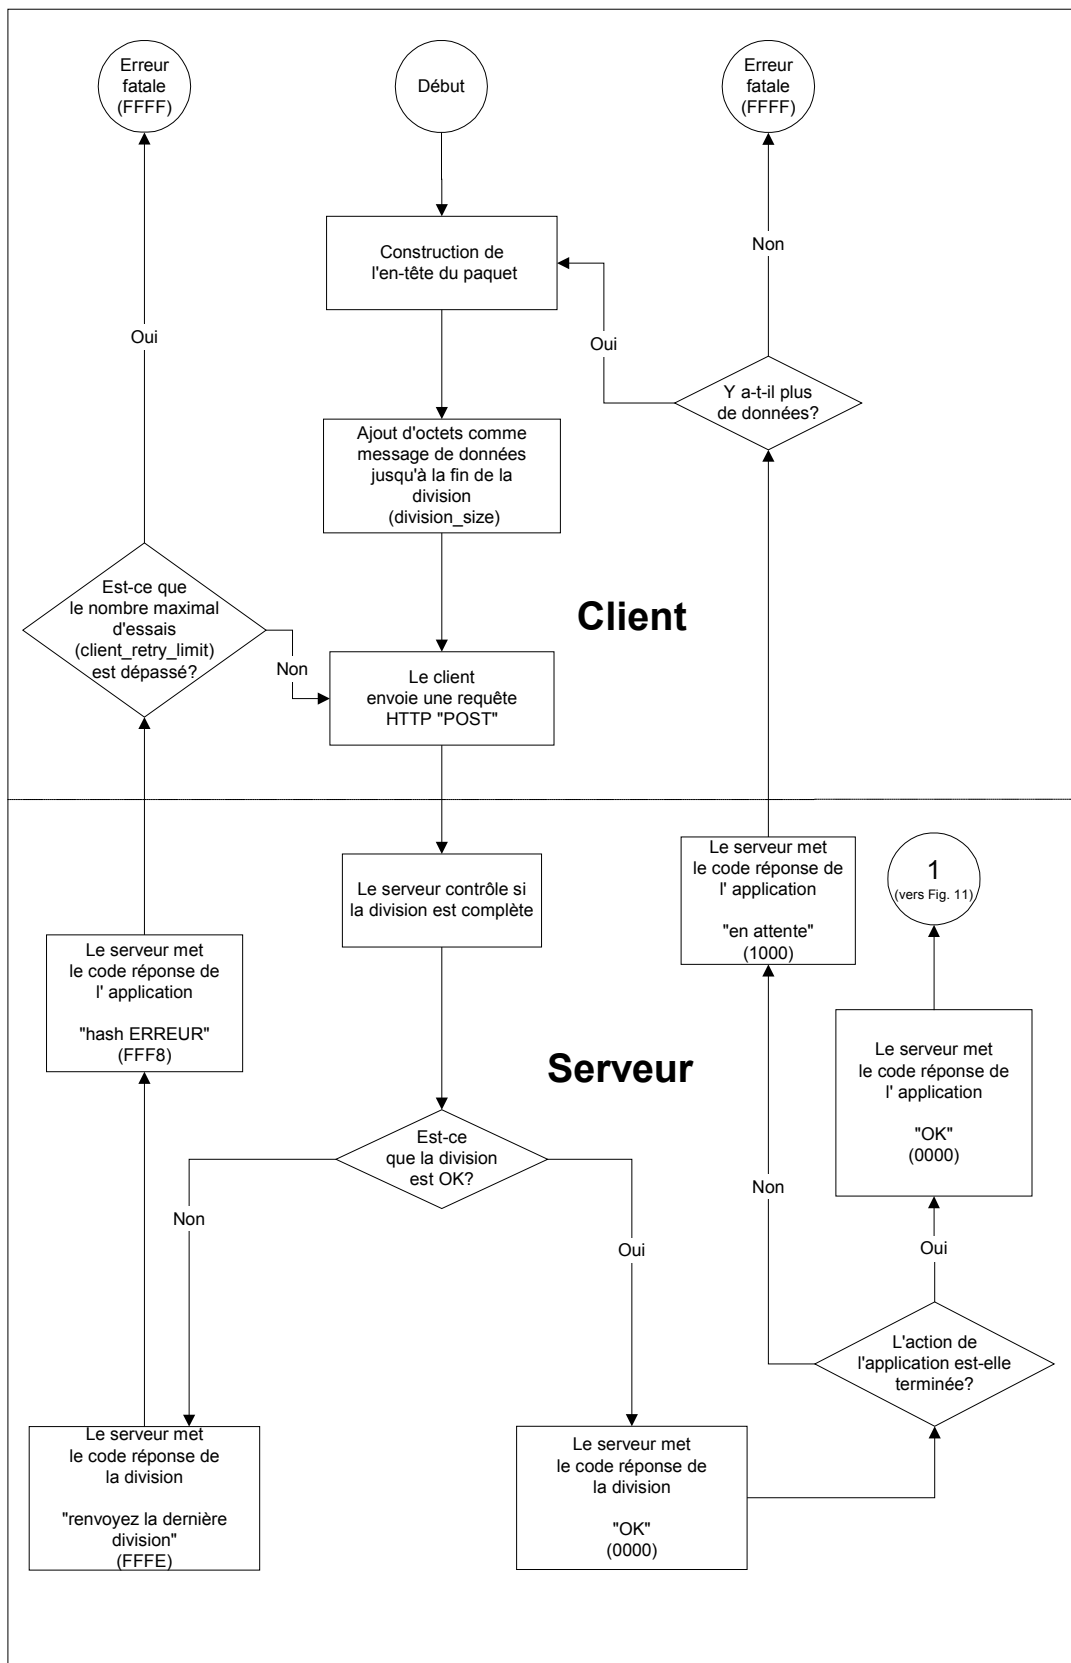 Erreur
fatale
(FFFF)
Début
Erreur
fatale
(FFFF)
Construction de
l'en-tête du paquet
Non
Oui
Oui
Y a-t-il plus
de données?
Ajout d'octets comme
message de données
jusqu'à la fin de la
division
(division_size)
Est-ce que
le nombre maximal
d'essais
(client_retry_limit)
est dépassé?
Client
Non
Le client
envoie une requête
HTTP "POST"
Le serveur met
le code réponse de
l' application
"en attente"
(1000)
1
(vers Fig. 11)
Le serveur contrôle si
la division est complète
Le serveur met
le code réponse de
l' application
"hash ERREUR"
(FFF8)
Serveur
Le serveur met
le code réponse de
l' application
"OK"
(0000)
Est-ce
que la division
est OK?
Non
Non
Oui
Oui
L'action de
l'application est-elle
terminée?
Le serveur met
le code réponse de
la division
"renvoyez la dernière
division"
(FFFE)
Le serveur met
le code réponse de
la division
"OK"
(0000)